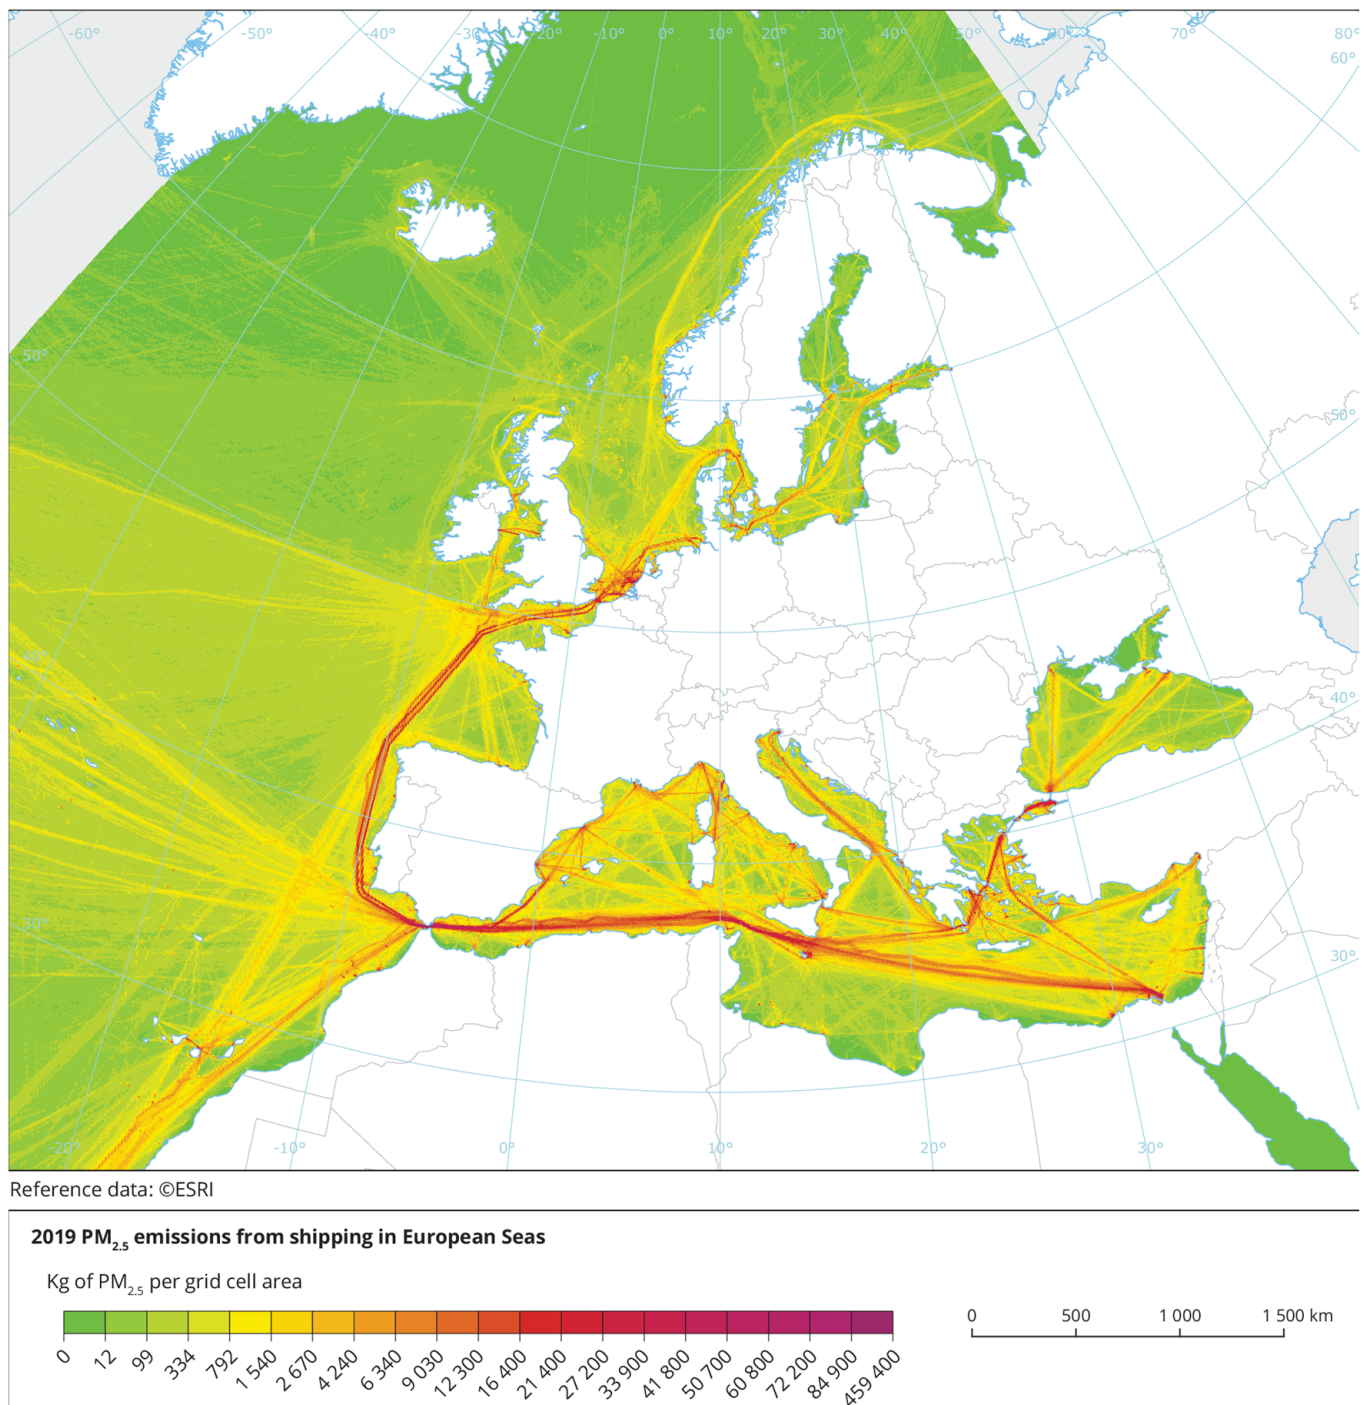 -60° -50° -40° -30° -20° -10° 0° 10° 20° 30° 40° 50° 60° 70° 80°
60°
50°
50°
40°
40°
30°
30°
-20° -10° 0° 10° 20° 30°
Reference data: ©ESRI
2019 PM2.5 emissions from shipping in European Seas
Kg of PM2.5 per grid cell area
0 500 1 000 1 500 km
0 12 99 334 792 1 540 2 670 4 240 6 340 9 030 12 300 16 400 21 400 27 200 33 900 41 800 50 700 60 800 72 200 84 900 459 400